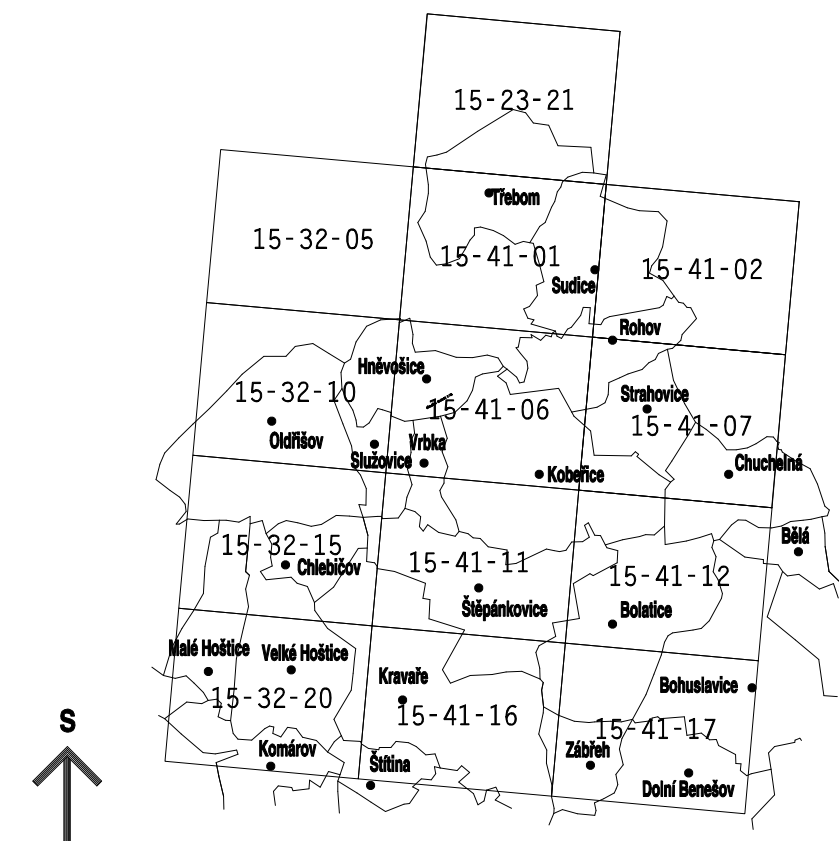 15-23-21
Třebom
15-32-05
15-41-01
15-41-02
Sudice
Rohov
Hněvošice
15-32-10
15-41-06
Strahovice
15-41-07
Oldřišov
Služovice
Vrbka
Kobeřice
Chuchelná
15-32-15
Chlebičov
15-41-11
Štěpánkovice
15-41-12
Bělá
Bolatice
Malé Hoštice
Velké Hoštice
Kravaře
Bohuslavice
15-32-20
15-41-16
15-41-17
S
Komárov
Štítina
Zábřeh
Dolní Benešov